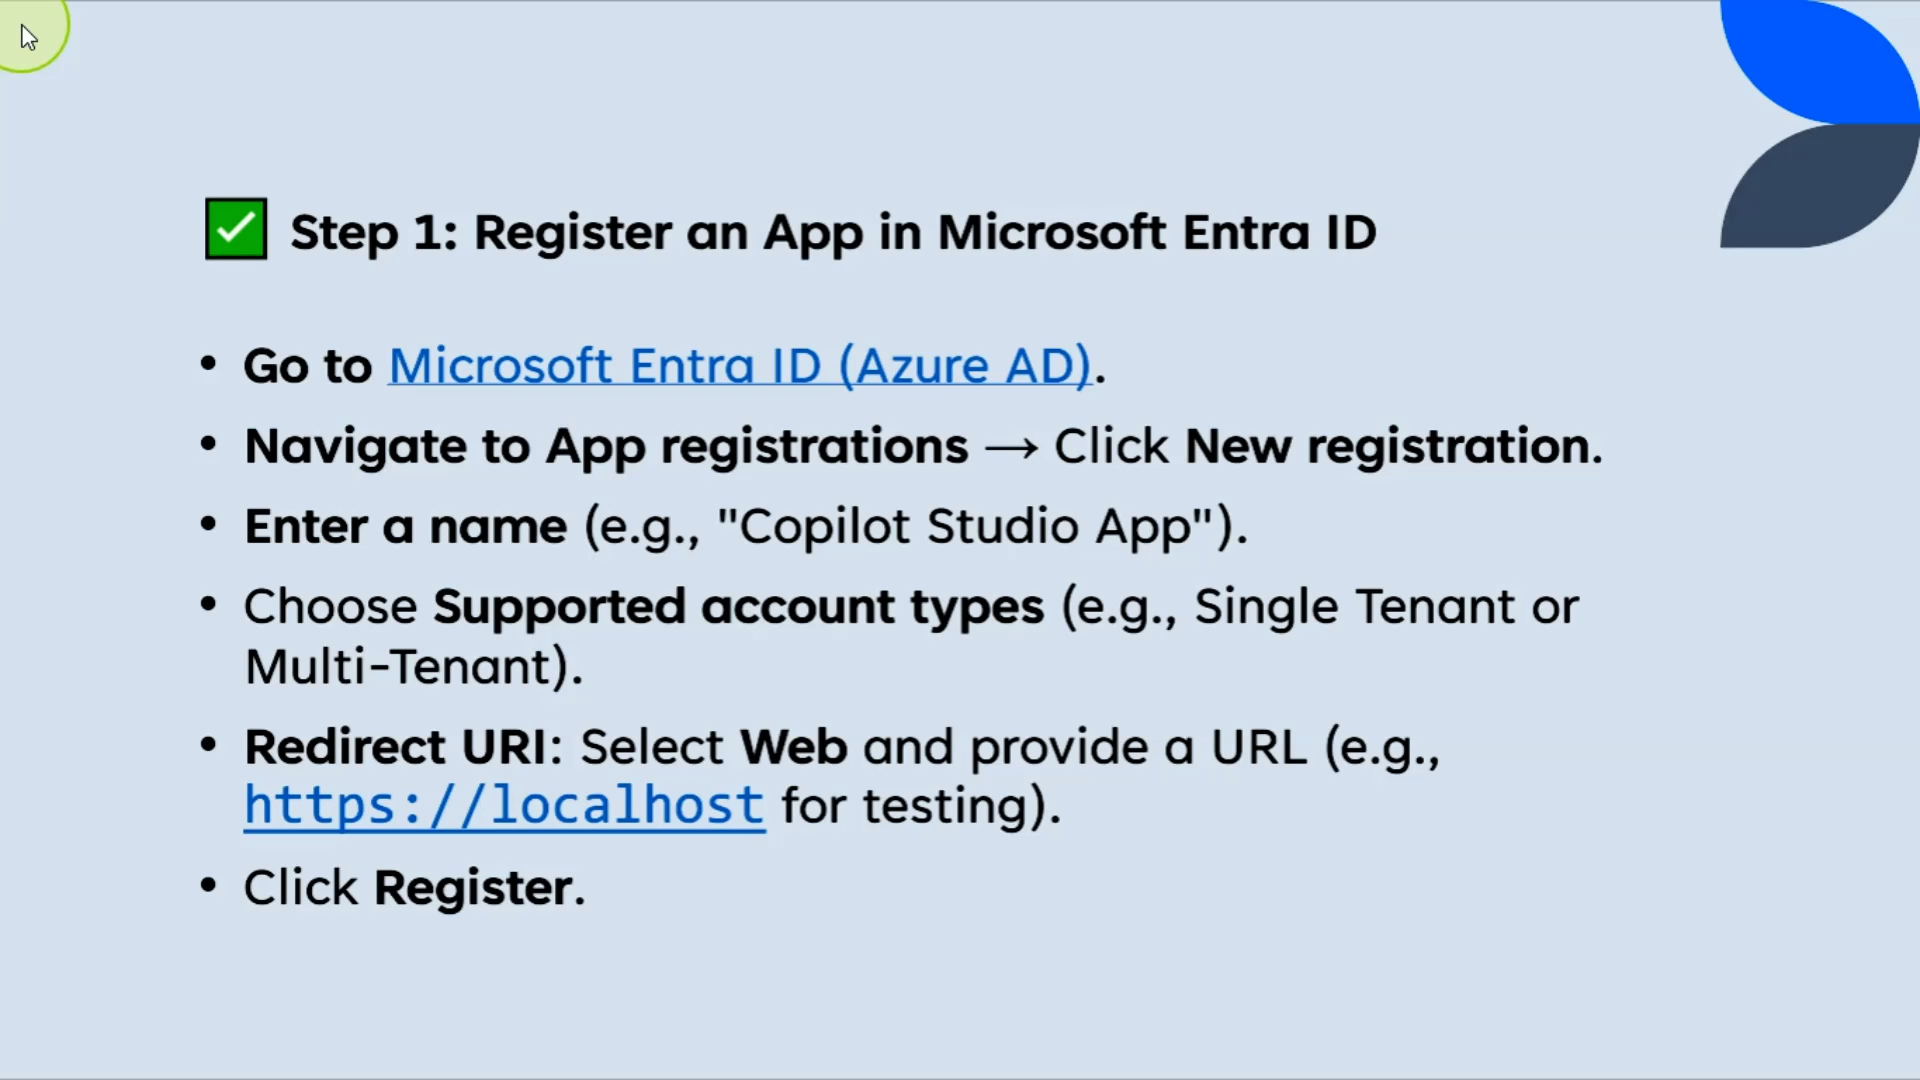 ✅ Step 1: Register an App in Microsoft Entra ID
• Go to Microsoft Entra ID (Azure AD).
• Navigate to App registrations → Click New registration.
• Enter a name (e.g., "Copilot Studio App").
• Choose Supported account types (e.g., Single Tenant or
Multi-Tenant).
• Redirect URI: Select Web and provide a URL (e.g.,
https://localhost for testing).
• Click Register.